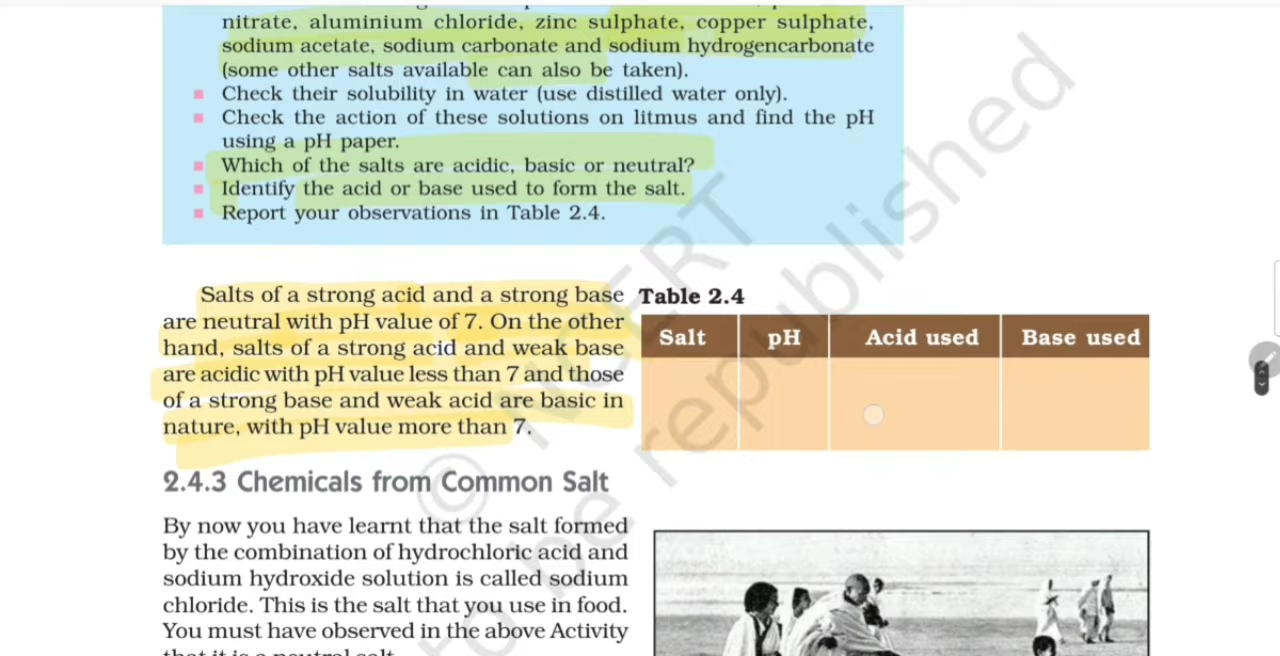 nitrate, aluminium chloride, zinc sulphate, copper sulphate,
sodium acetate, sodium carbonate and sodium hydrogencarbonate
(some other salts available can also be taken).
Check their solubility in water (use distilled water only).
Check the action of these solutions on litmus and find the pH
using a pH paper.
Which of the salts are acidic, basic or neutral?
Identify the acid or base used to form the salt.
Report your observations in Table 2.4.
Salts of a strong acid and a strong base
are neutral with pH value of 7. On the other
hand, salts of a strong acid and weak base
are acidic with pH value less than 7 and those
of a strong base and weak acid are basic in
nature, with pH value more than 7.
Table 2.4
Salt pH Acid used Base used
2.4.3 Chemicals from Common Salt
By now you have learnt that the salt formed
by the combination of hydrochloric acid and
sodium hydroxide solution is called sodium
chloride. This is the salt that you use in food.
You must have observed in the above Activity
that it is a neutral salt.
© NCERT
be republished